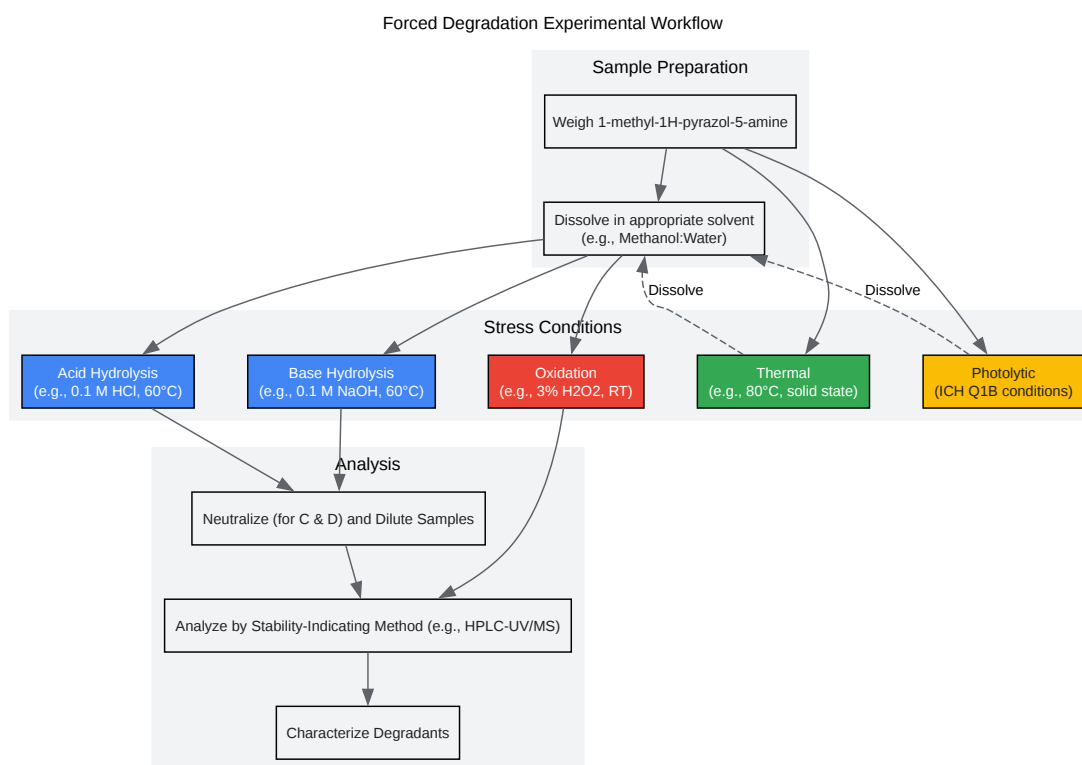 Forced Degradation Experimental Workflow
Sample Preparation
Weigh 1-methyl-1H-pyrazol-5-amine
Dissolve in appropriate solvent
(e.g., Methanol:Water)
Dissolve
Dissolve
Stress Conditions
Acid Hydrolysis
(e.g., 0.1 M HCl, 60°C)
Base Hydrolysis
(e.g., 0.1 M NaOH, 60°C)
Oxidation
(e.g., 3% H2O2, RT)
Thermal
(e.g., 80°C, solid state)
Photolytic
(ICH Q1B conditions)
Analysis
Neutralize (for C & D) and Dilute Samples
Analyze by Stability-Indicating Method (e.g., HPLC-UV/MS)
Characterize Degradants